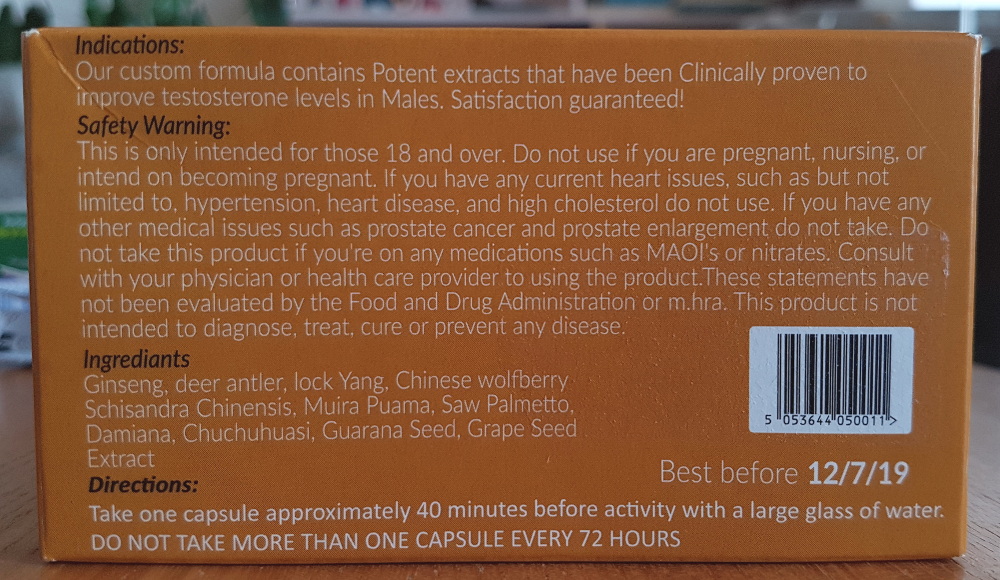 Indications:
Our custom formula contains Potent extracts that have been Clinically proven to
improve testosterone levels in Males. Satisfaction guaranteed!
Safety Warning:
This is only intended for those 18 and over. Do not use if you are pregnant, nursing, or
intend on becoming pregnant. If you have any current heart issues, such as but not
limited to, hypertension, heart disease, and high cholesterol do not use. If you have any
other medical issues such as prostate cancer and prostate enlargement do not take. Do
not take this product if you're on any medications such as MAOI's or nitrates. Consult
with your physician or health care provider to using the product.These statements have
not been evaluated by the Food and Drug Administration or m.hra. This product is not
intended to diagnose, treat, cure or prevent any disease.
Ingrediants
Ginseng, deer antler, lock Yang, Chinese wolfberry
Schisandra Chinensis, Muira Puama, Saw Palmetto,
Damiana, Chuchuhuasi, Guarana Seed, Grape Seed
Extract
5 053644 050011 >
Best before 12/7/19
Directions:
Take one capsule approximately 40 minutes before activity with a large glass of water.
DO NOT TAKE MORE THAN ONE CAPSULE EVERY 72 HOURS